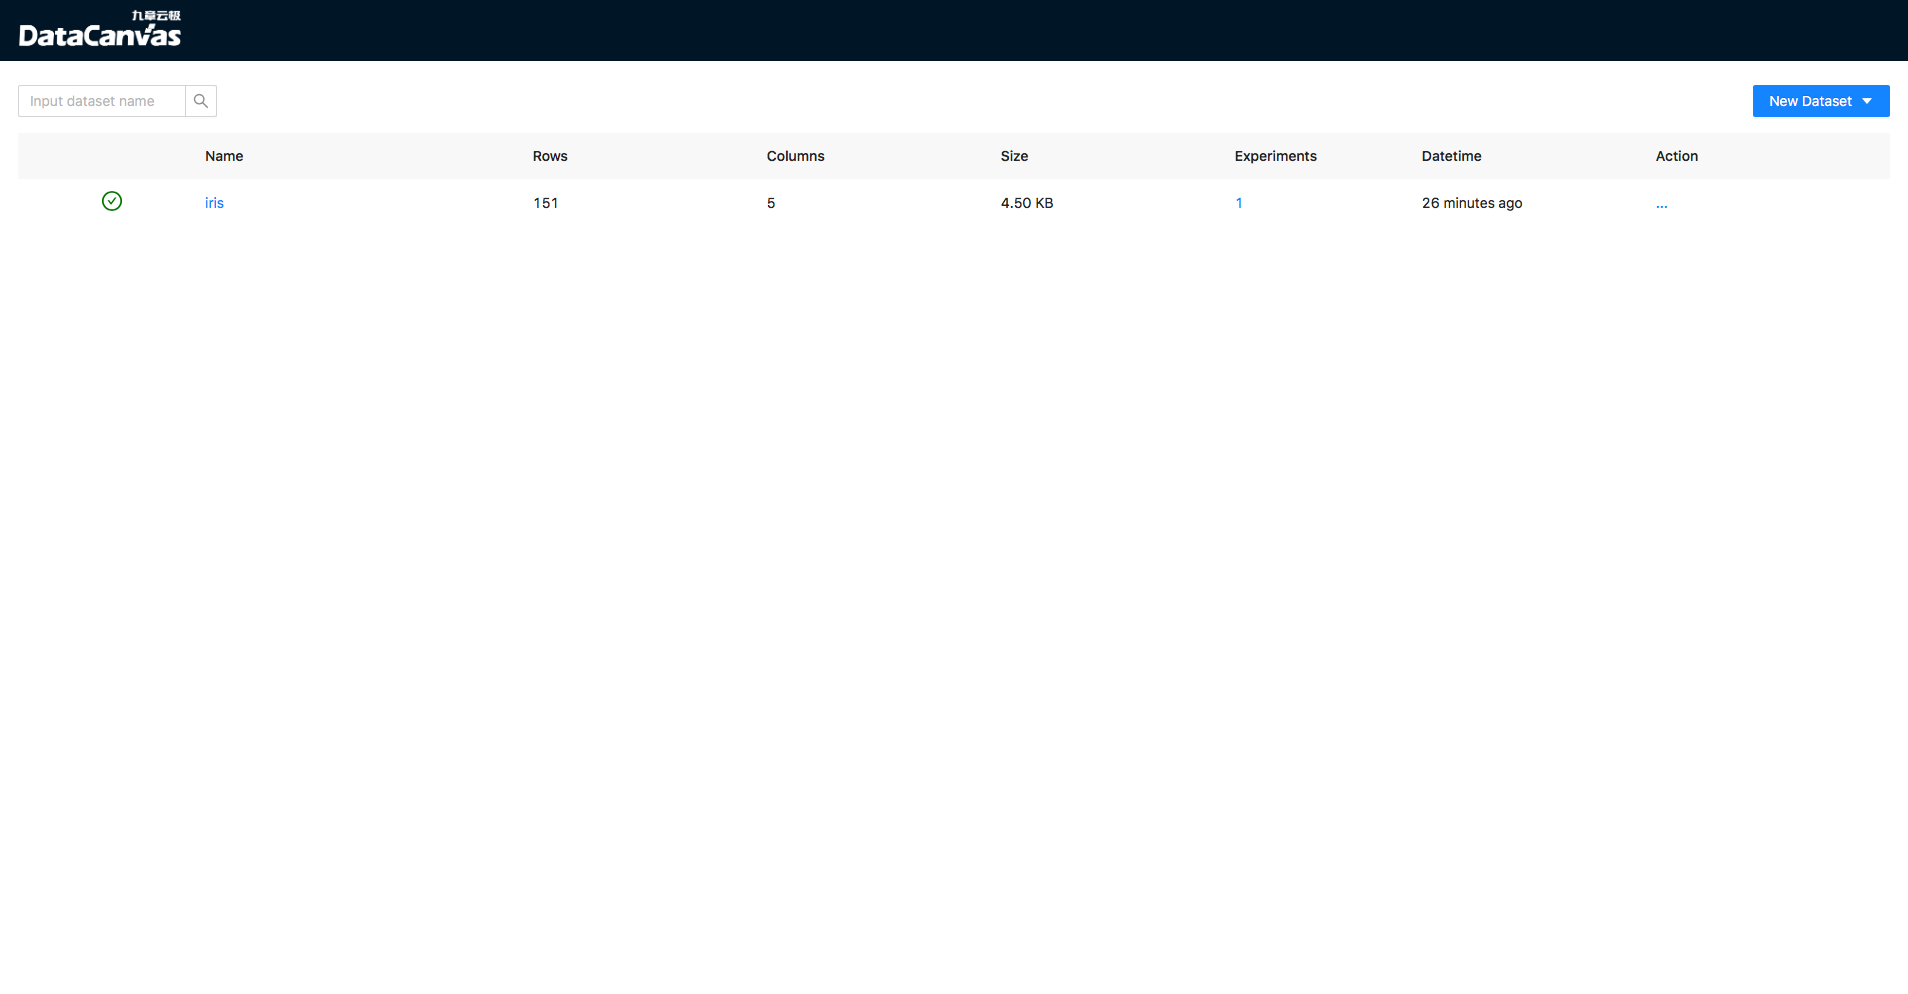 九章云极
DataCanvas
Input dataset name
New Dataset
Name Rows Columns Size Experiments Datetime Action
iris 151 5 4.50 KB 1 26 minutes ago ...